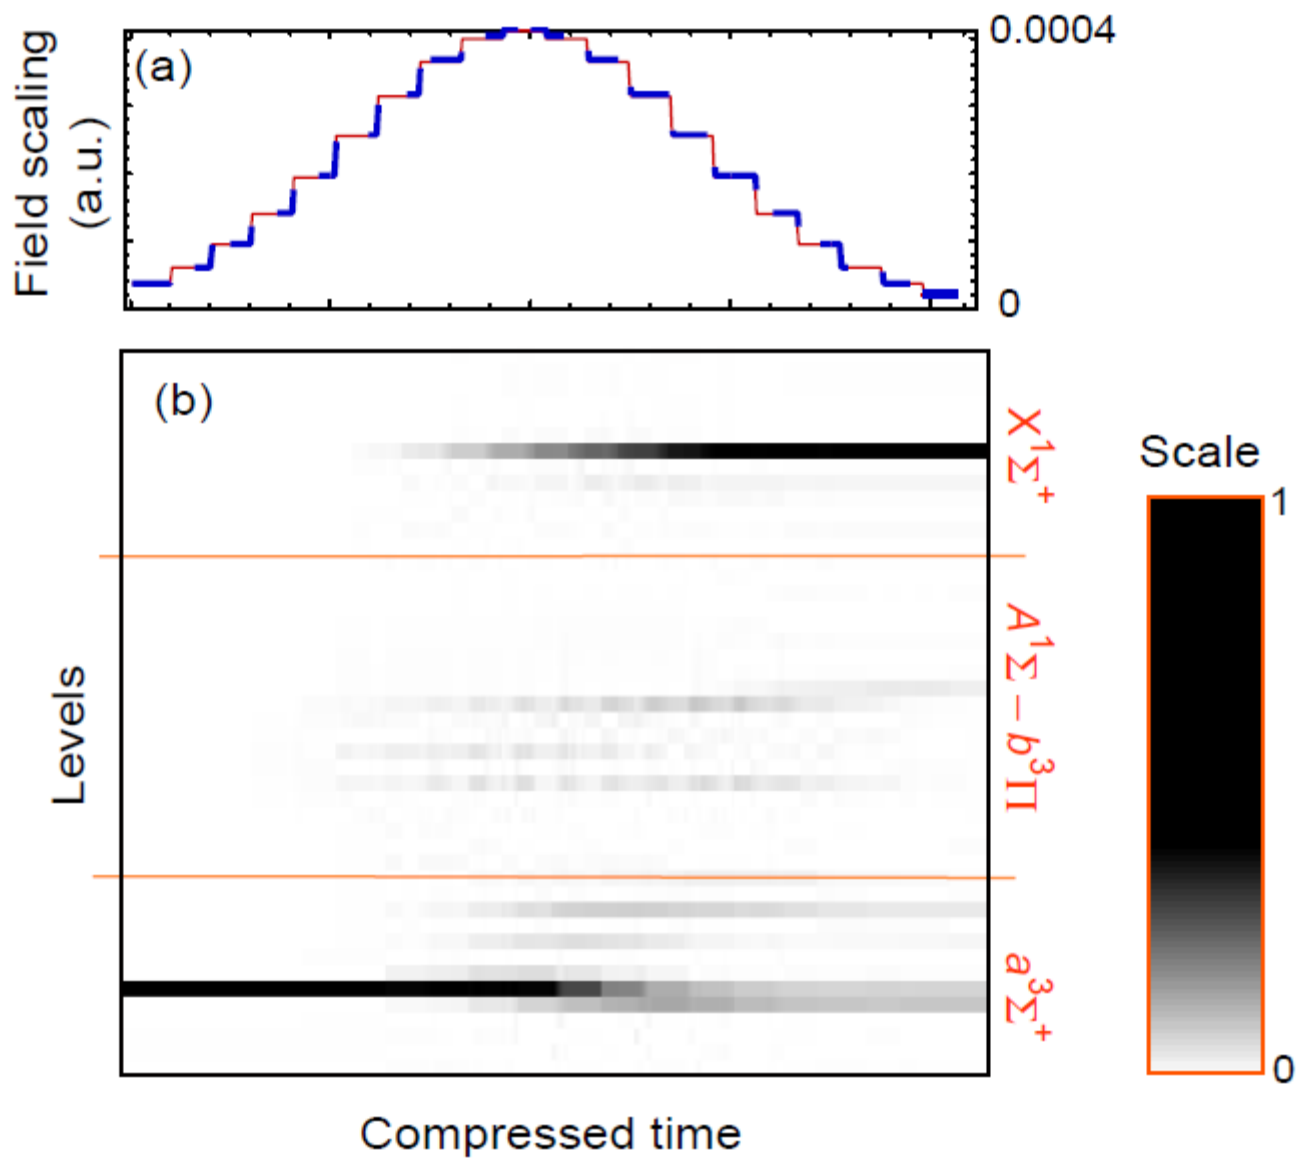 Field scaling
(a.u.)
(a)
0.0004
0
(b)
Levels
X¹Σ⁺
A¹Σ – b³Π
a³Σ⁺
Compressed time
Scale
1
0